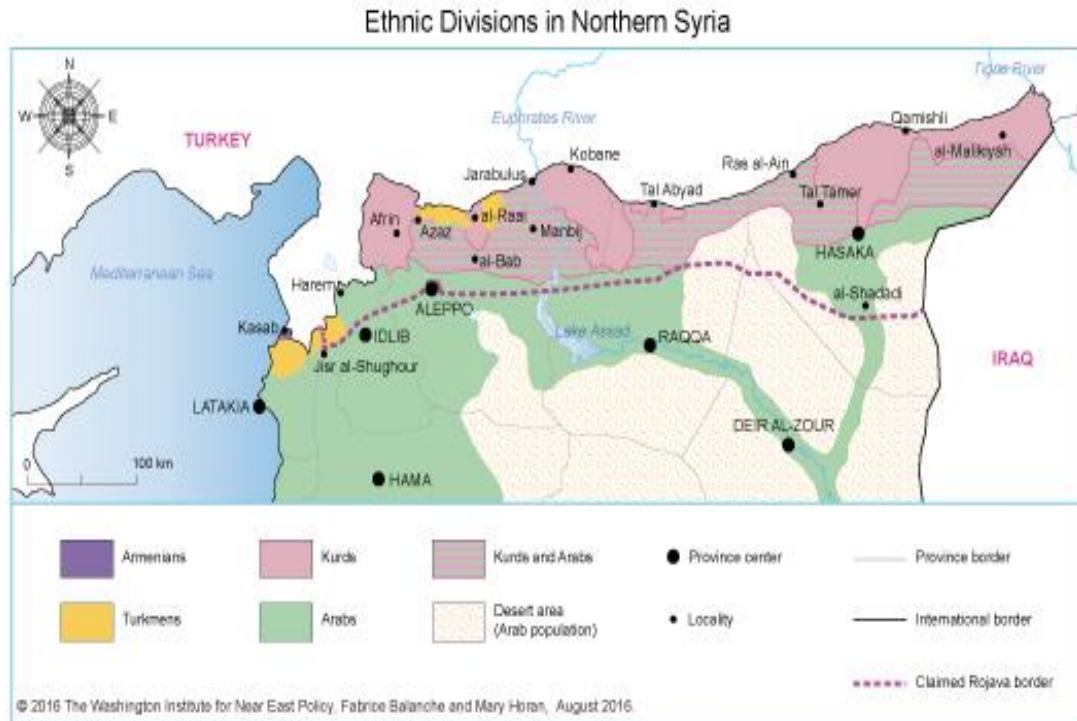 Ethnic Divisions in Northern Syria
N
W E
S
TURKEY
Tigris River
Euphrates River
Qamishli
al-Malikiyah
Kobane
Ras al-Ain
Jarabulus
Tal Abyad
Tal Tamer
Afrin
al-Raai
Azaz
Manbij
HASAKA
al-Bab
Mediterranean Sea
Harem
al-Shadadi
ALEPPO
Kasab
IDLIB
Lake Assad
RAQQA
IRAQ
Jisr al-Shughour
LATAKIA
DEIR AL-ZOUR
0 100 km
HAMA
Armenians
Kurds
Kurds and Arabs
Province center
Province border
Turkmens
Arabs
Desert area
(Arab population)
Locality
International border
Claimed Rojava border
© 2016 The Washington Institute for Near East Policy. Fabrice Balanche and Mary Horan, August 2016.